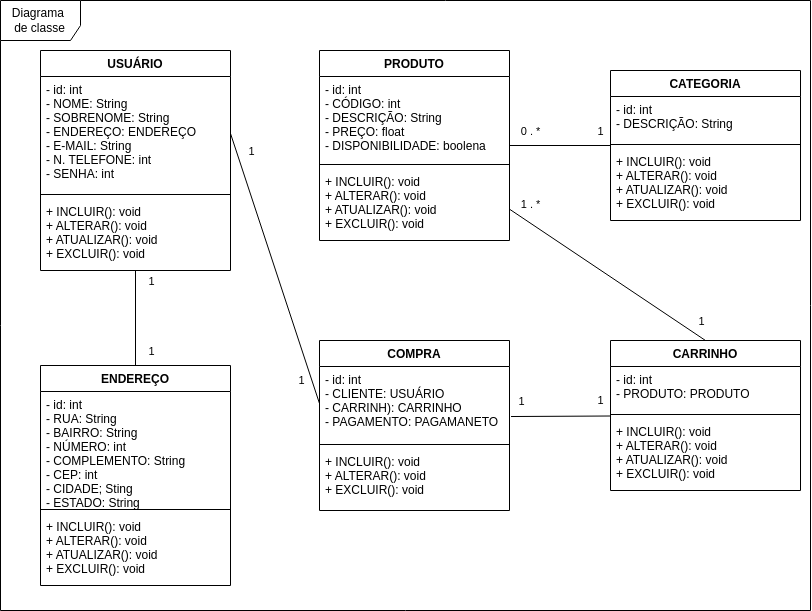 Diagrama
de classe
USUÁRIO
- id: int
- NOME: String
- SOBRENOME: String
- ENDEREÇO: ENDEREÇO
- E-MAIL: String
- N. TELEFONE: int
- SENHA: int
+ INCLUIR(): void
+ ALTERAR(): void
+ ATUALIZAR(): void
+ EXCLUIR(): void
PRODUTO
- id: int
- CÓDIGO: int
- DESCRIÇÃO: String
- PREÇO: float
- DISPONIBILIDADE: boolena
+ INCLUIR(): void
+ ALTERAR(): void
+ ATUALIZAR(): void
+ EXCLUIR(): void
0 . *
1
CATEGORIA
- id: int
- DESCRIÇÃO: String
+ INCLUIR(): void
+ ALTERAR(): void
+ ATUALIZAR(): void
+ EXCLUIR(): void
1
1 . *
1
1
1
1
ENDEREÇO
- id: int
- RUA: String
- BAIRRO: String
- NÚMERO: int
- COMPLEMENTO: String
- CEP: int
- CIDADE; Sting
- ESTADO: String
+ INCLUIR(): void
+ ALTERAR(): void
+ ATUALIZAR(): void
+ EXCLUIR(): void
COMPRA
- id: int
- CLIENTE: USUÁRIO
- CARRINH): CARRINHO
- PAGAMENTO: PAGAMANETO
+ INCLUIR(): void
+ ALTERAR(): void
+ EXCLUIR(): void
1
1
CARRINHO
- id: int
- PRODUTO: PRODUTO
+ INCLUIR(): void
+ ALTERAR(): void
+ ATUALIZAR(): void
+ EXCLUIR(): void